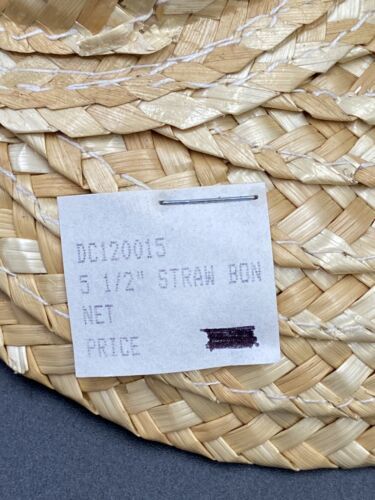 DC120015
5 1/2" STRAW BON
NET
PRICE